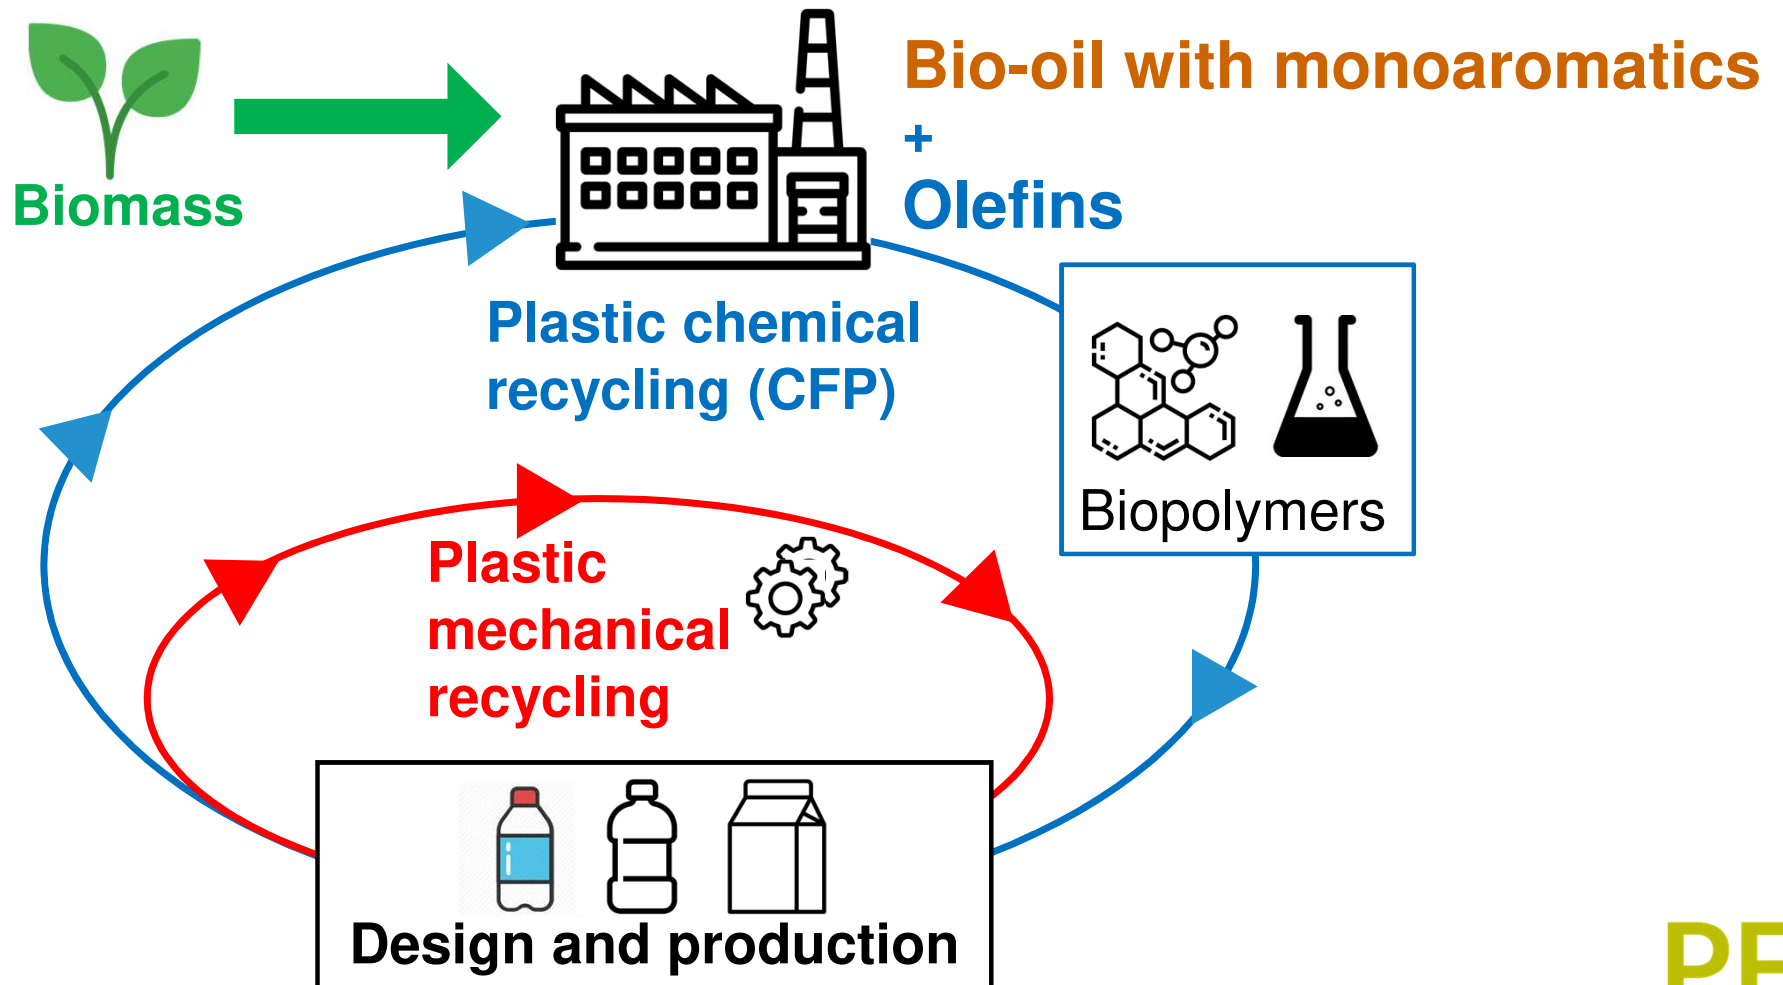 Bio-oil with monoaromatics
+
Olefins
Biomass
Plastic chemical
recycling (CFP)
Biopolymers
Plastic
mechanical
recycling
Design and production